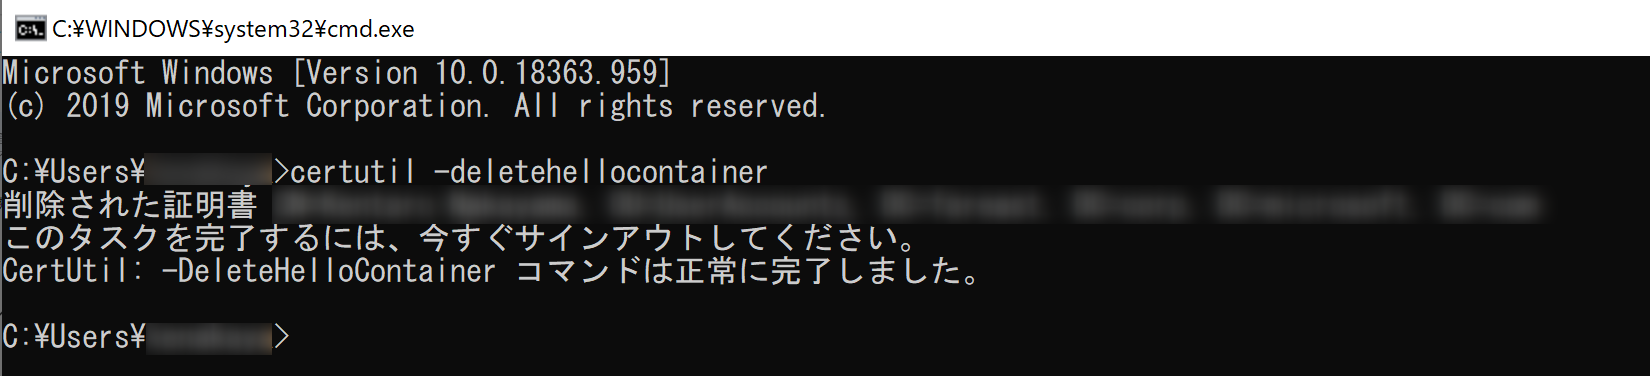 C:¥WINDOWS¥system32¥cmd.exe
Microsoft Windows [Version 10.0.18363.959]
(c) 2019 Microsoft Corporation. All rights reserved.
C:¥Users¥ >certutil -deletehellocontainer
削除された証明書
このタスクを完了するには、今すぐサインアウトしてください。
CertUtil: -DeleteHelloContainer コマンドは正常に完了しました。
C:¥Users¥ >